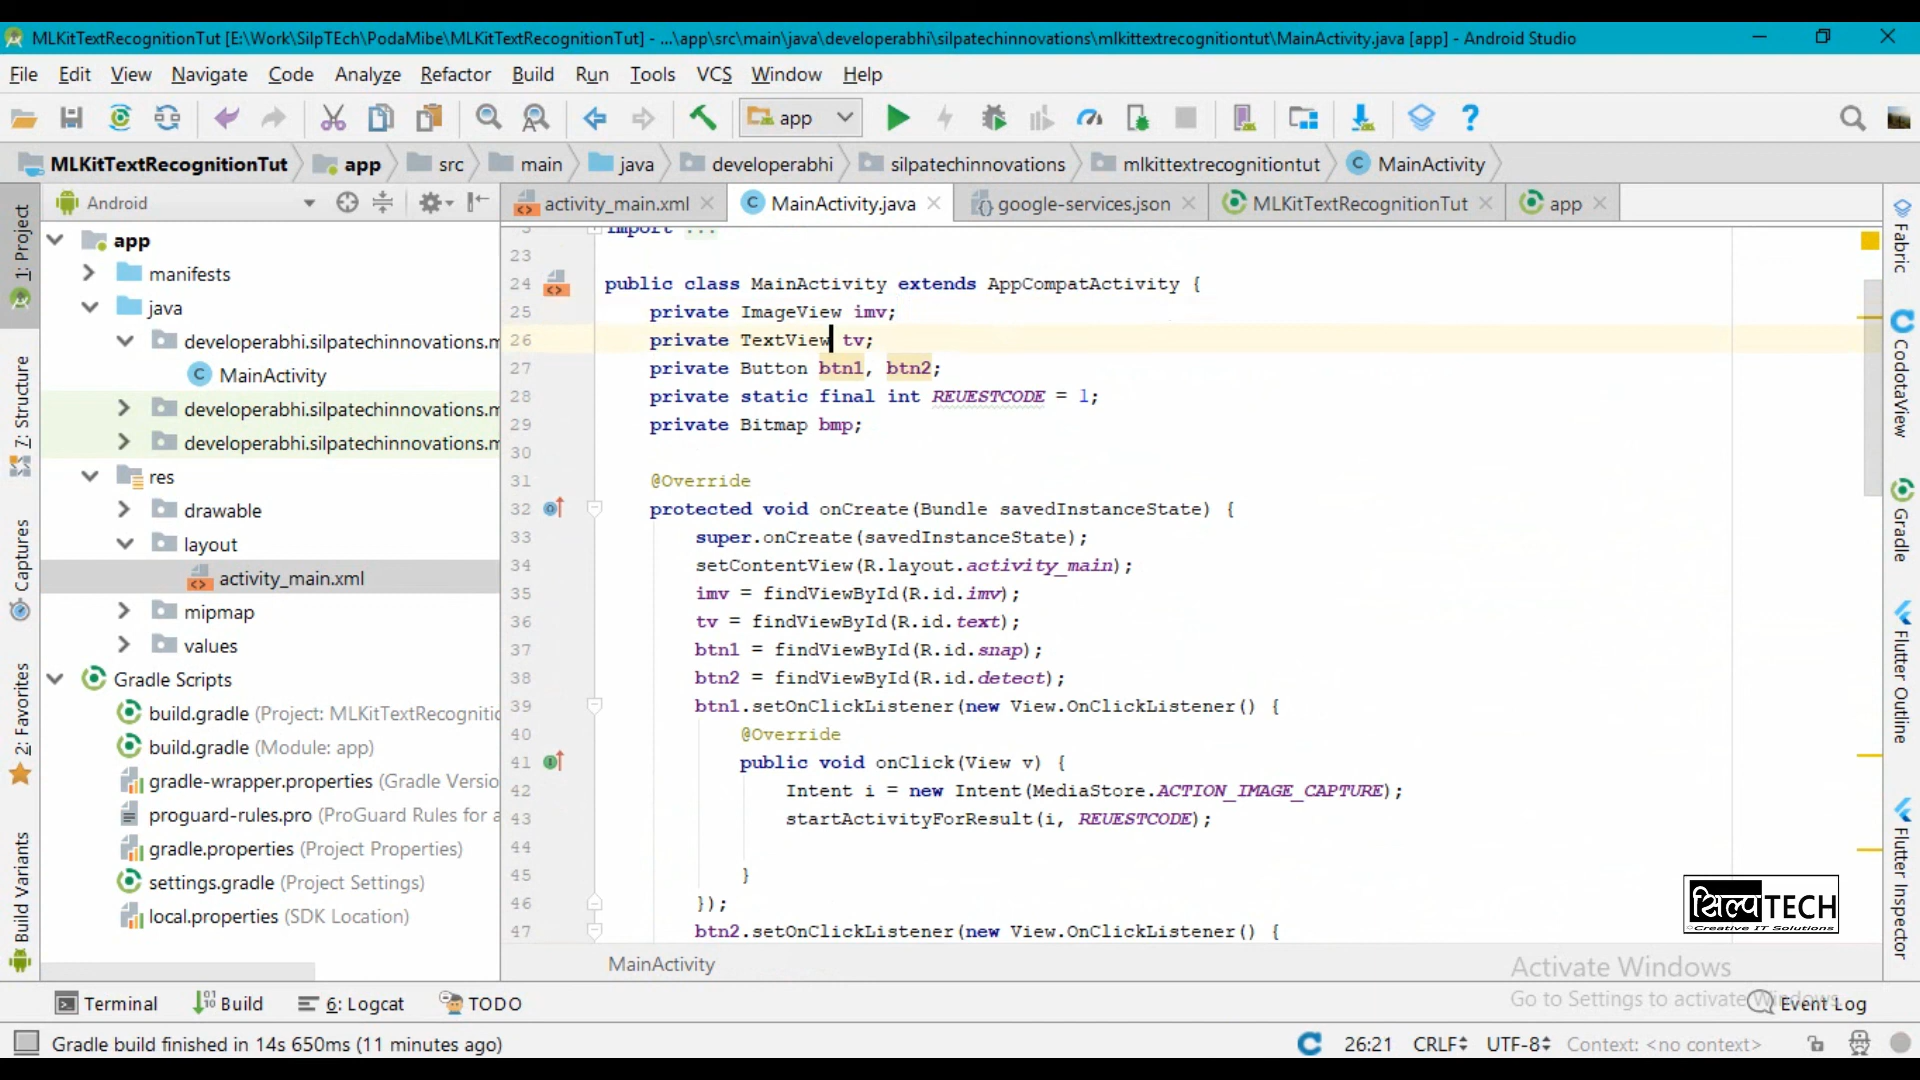 MLKitTextRecognitionTut [E:\Work\SilpTEch\PodaMibe\MLKitTextRecognitionTut] - ...\app\src\main\java\developerabhi\silpatechinnovations\mlkittextrecognitiontut\MainActivity.java [app] - Android Studio
File Edit View Navigate Code Analyze Refactor Build Run Tools VCS Window Help
app
MLKitTextRecognitionTut app src main java developerabhi silpatechinnovations mlkittextrecognitiontut MainActivity
Android
activity_main.xml MainActivity.java google-services.json MLKitTextRecognitionTut app
1: Project
7: Structure
Captures
2: Favorites
Build Variants
app
manifests
java
developerabhi.silpatechinnovations.m
MainActivity
developerabhi.silpatechinnovations.m
developerabhi.silpatechinnovations.m
res
drawable
layout
activity_main.xml
mipmap
values
Gradle Scripts
build.gradle (Project: MLKitTextRecognitic
build.gradle (Module: app)
gradle-wrapper.properties (Gradle Versio
proguard-rules.pro (ProGuard Rules for a
gradle.properties (Project Properties)
settings.gradle (Project Settings)
local.properties (SDK Location)
3 import ...
23
24 public class MainActivity extends AppCompatActivity {
25 private ImageView imv;
26 private TextView tv;
27 private Button btn1, btn2;
28 private static final int REUESTCODE = 1;
29 private Bitmap bmp;
30
31 @Override
32 protected void onCreate(Bundle savedInstanceState) {
33 super.onCreate(savedInstanceState);
34 setContentView(R.layout.activity_main);
35 imv = findViewById(R.id.imv);
36 tv = findViewById(R.id.text);
37 btn1 = findViewById(R.id.snap);
38 btn2 = findViewById(R.id.detect);
39 btn1.setOnClickListener(new View.OnClickListener() {
40 @Override
41 public void onClick(View v) {
42 Intent i = new Intent(MediaStore.ACTION_IMAGE_CAPTURE);
43 startActivityForResult(i, REUESTCODE);
44
45 }
46 });
47 btn2.setOnClickListener(new View.OnClickListener() {
MainActivity
Fabric
CodotaView
Gradle
Flutter Outline
Flutter Inspector
सिल्पTECH
©Creative IT Solutions
Activate Windows
Go to Settings to activate Windows.
Terminal Build 6: Logcat TODO Event Log
Gradle build finished in 14s 650ms (11 minutes ago) 26:21 CRLF UTF-8 Context: <no context>